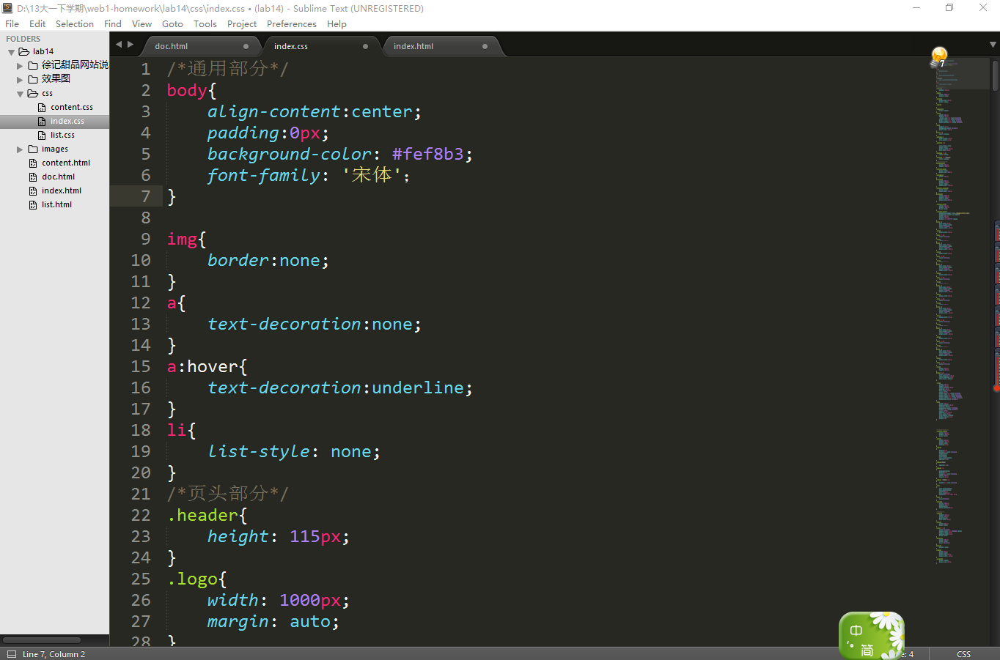 D:\13大一下学期\web1-homework\lab14\css\index.css • (lab14) - Sublime Text (UNREGISTERED)
File Edit Selection Find View Goto Tools Project Preferences Help
FOLDERS
lab14
徐记甜品网站说
效果图
css
content.css
index.css
list.css
images
content.html
doc.html
index.html
list.html
doc.html index.css index.html
7
1 /*通用部分*/
2 body{
3 align-content:center;
4 padding:0px;
5 background-color: #fef8b3;
6 font-family: '宋体';
7 }
8
9 img{
10 border:none;
11 }
12 a{
13 text-decoration:none;
14 }
15 a:hover{
16 text-decoration:underline;
17 }
18 li{
19 list-style: none;
20 }
21 /*页头部分*/
22 .header{
23 height: 115px;
24 }
25 .logo{
26 width: 1000px;
27 margin: auto;
28 }
中
简
Line 7, Column 2 : 4 CSS